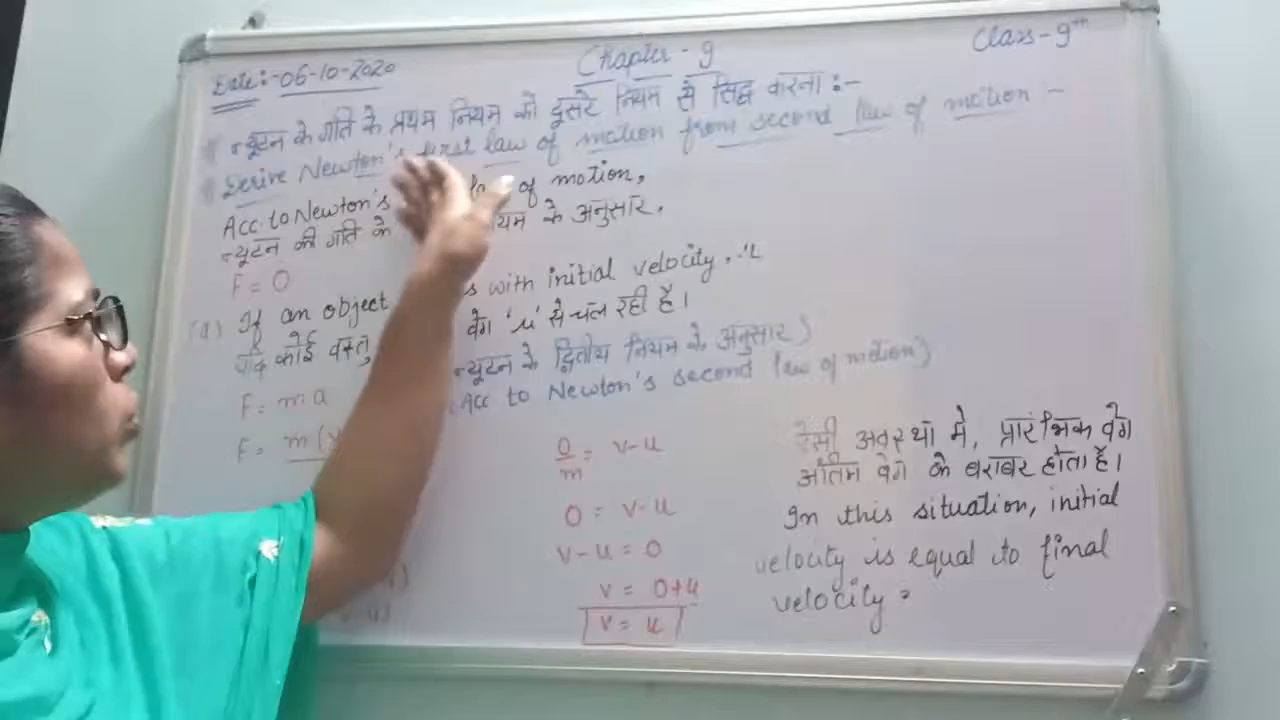 Date:-06-10-2020
Chapter - 9
Class-9th
न्यूटन के गति के प्रथम नियम को दूसरे नियम से सिद्ध करना :-
Derive Newton's first law of motion from second law of motion -
Acc. to Newton's of motion,
न्यूटन की गति के के अनुसार,
F = 0
(a) If an object with initial velocity, 'u
यदि कोई वस्तु वेग 'u' से चल रही है।
न्यूटन के द्वितीय नियम के अनुसार)
F = ma
(Acc to Newton's second law of motion)
F = m(
0/m = v-u
0 = v-u
v-u = 0
v = 0+u
v = u
ऐसी अवस्था में, प्रारंभिक वेग
अंतिम वेग के बराबर होता है।
In this situation, initial
velocity is equal to final
velocity.